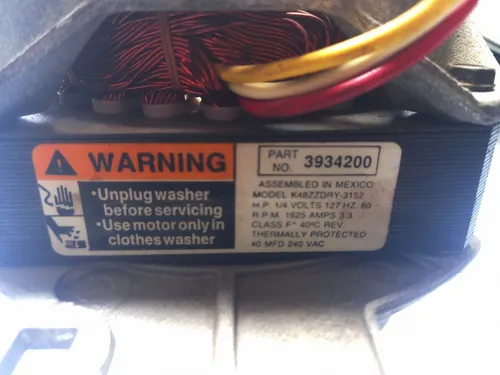 WARNING
•Unplug washer
before servicing
•Use motor only in
clothes washer
PART
NO. 3934200
ASSEMBLED IN MEXICO
MODEL K48ZZDRY-3152
H.P. 1/4 VOLTS 127 HZ. 60
R.P.M. 1625 AMPS 3.3
CLASS F* 40ºC REV.
THERMALLY PROTECTED
40 MFD 240 VAC